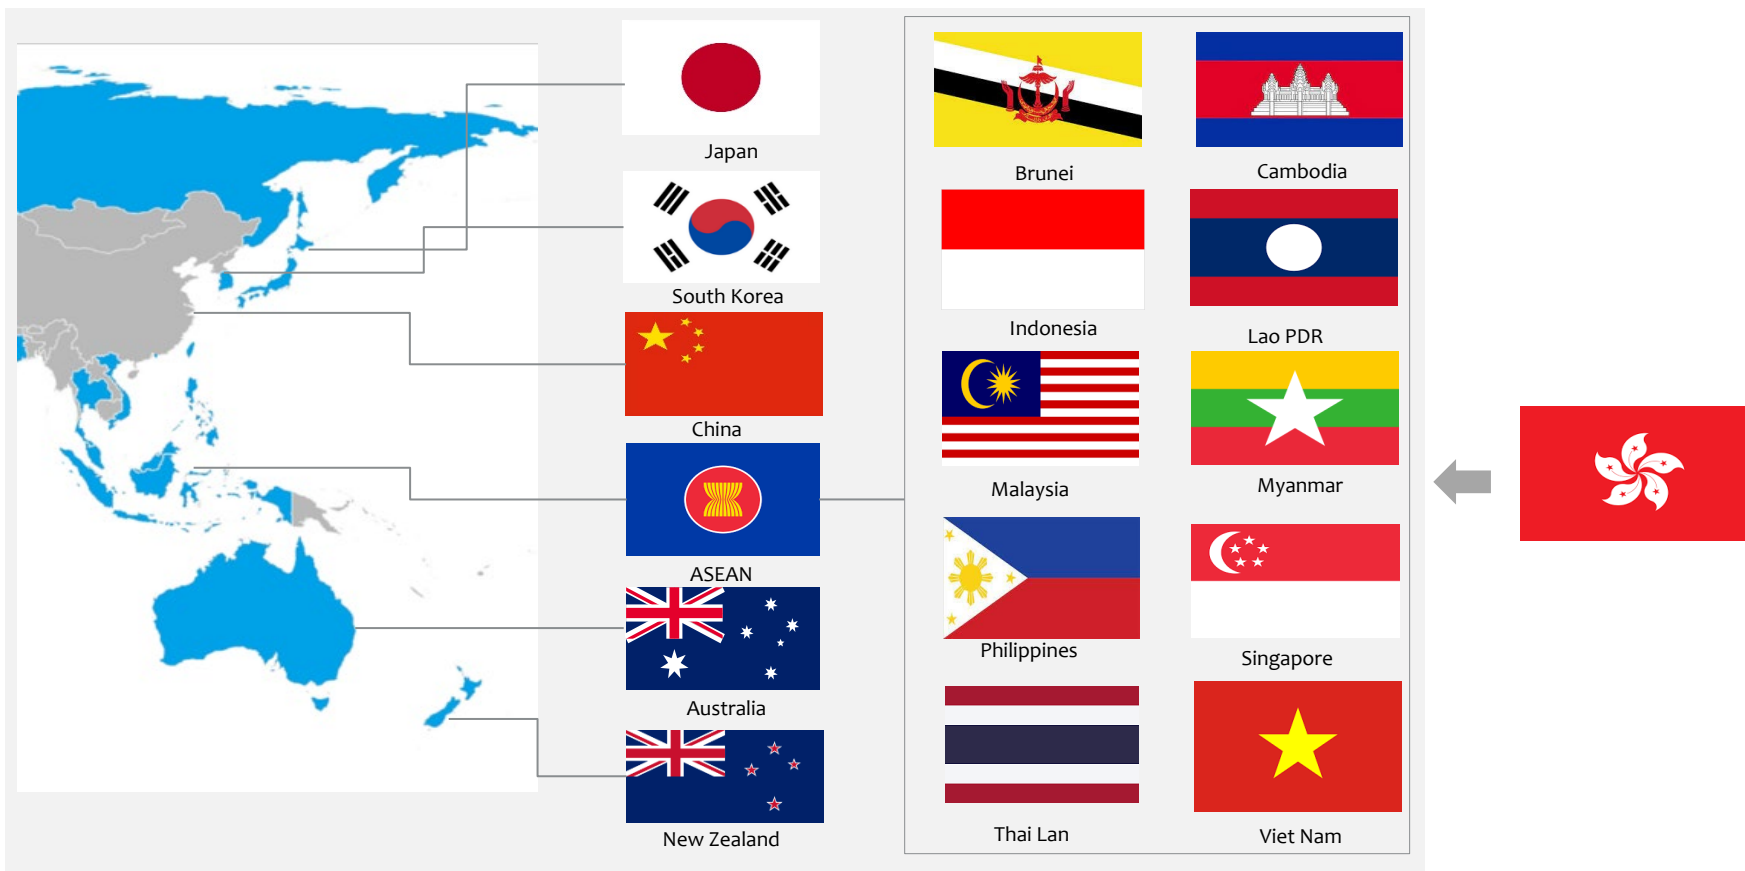 Japan
South Korea
China
ASEAN
Australia
New Zealand
Brunei
Cambodia
Indonesia
Lao PDR
Malaysia
Myanmar
Philippines
Singapore
Thai Lan
Viet Nam